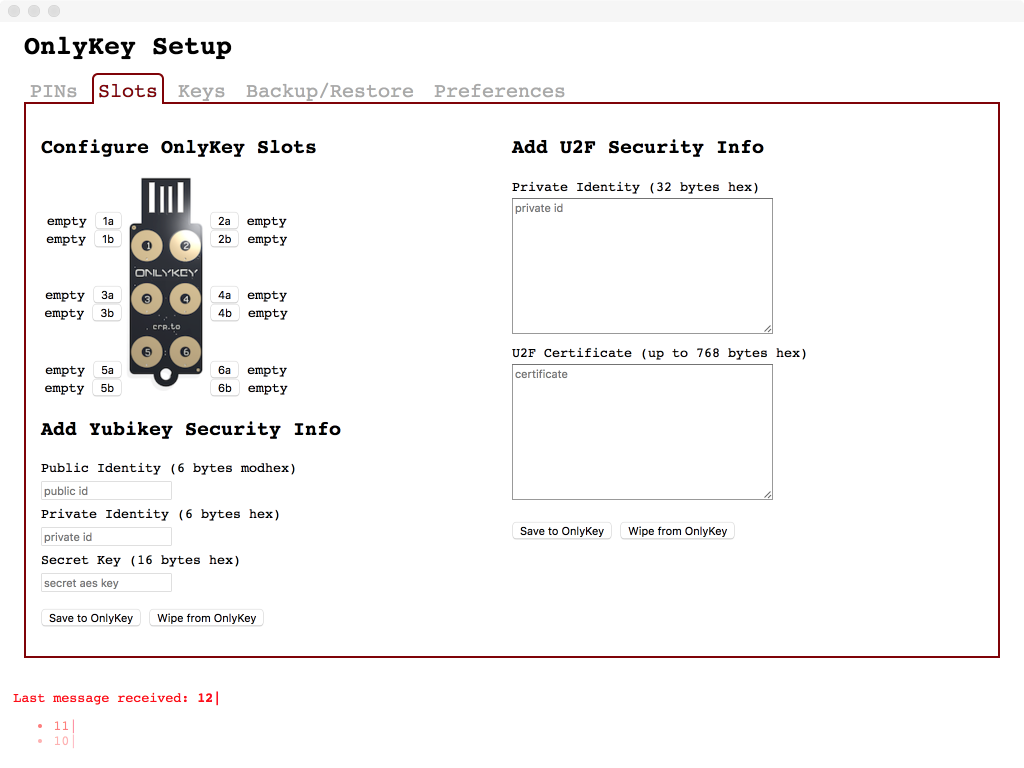 OnlyKey Setup
PINs Slots Keys Backup/Restore Preferences
Configure OnlyKey Slots
empty 1a 2a empty
empty 1b 2b empty
1 2
ONLYKEY
empty 3a 4a empty
3 4
empty 3b 4b empty
crp.to
5 6
empty 5a 6a empty
empty 5b 6b empty
Add Yubikey Security Info
Public Identity (6 bytes modhex)
public id
Private Identity (6 bytes hex)
private id
Secret Key (16 bytes hex)
secret aes key
Save to OnlyKey Wipe from OnlyKey
Add U2F Security Info
Private Identity (32 bytes hex)
private id
U2F Certificate (up to 768 bytes hex)
certificate
Save to OnlyKey Wipe from OnlyKey
Last message received: 12|
• 11|
• 10|